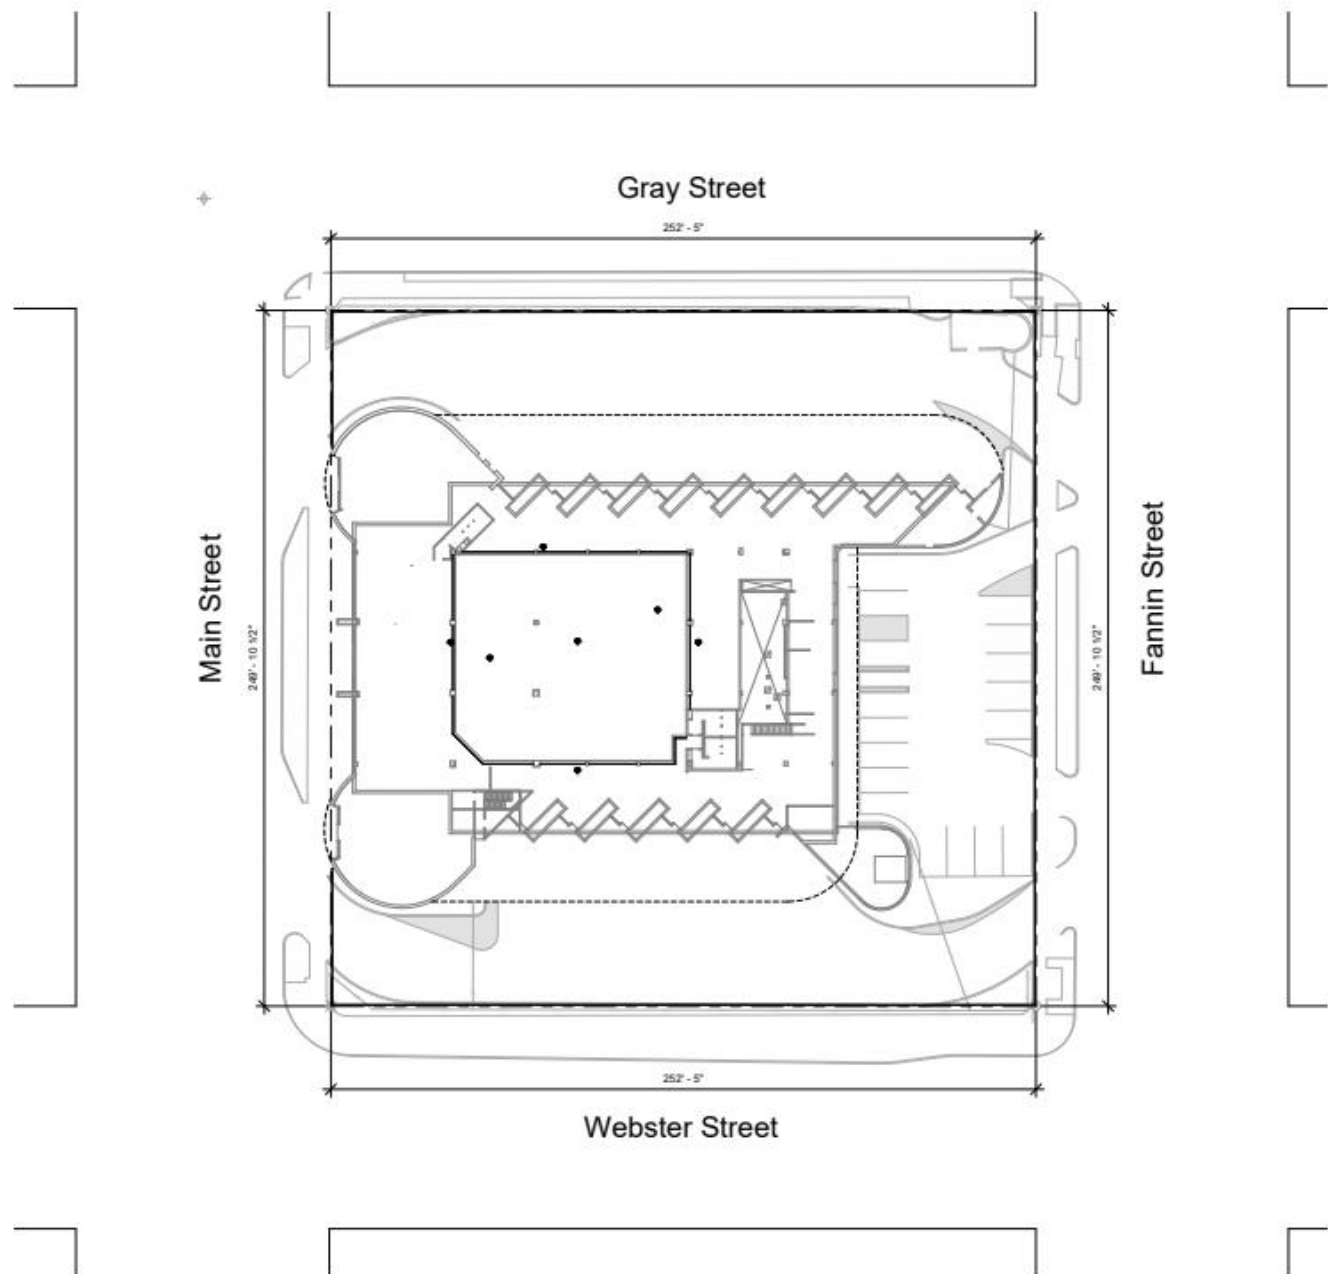 Gray Street
252' - 5"
Main Street
249' - 10 1/2"
249' - 10 1/2"
Fannin Street
252' - 5"
Webster Street